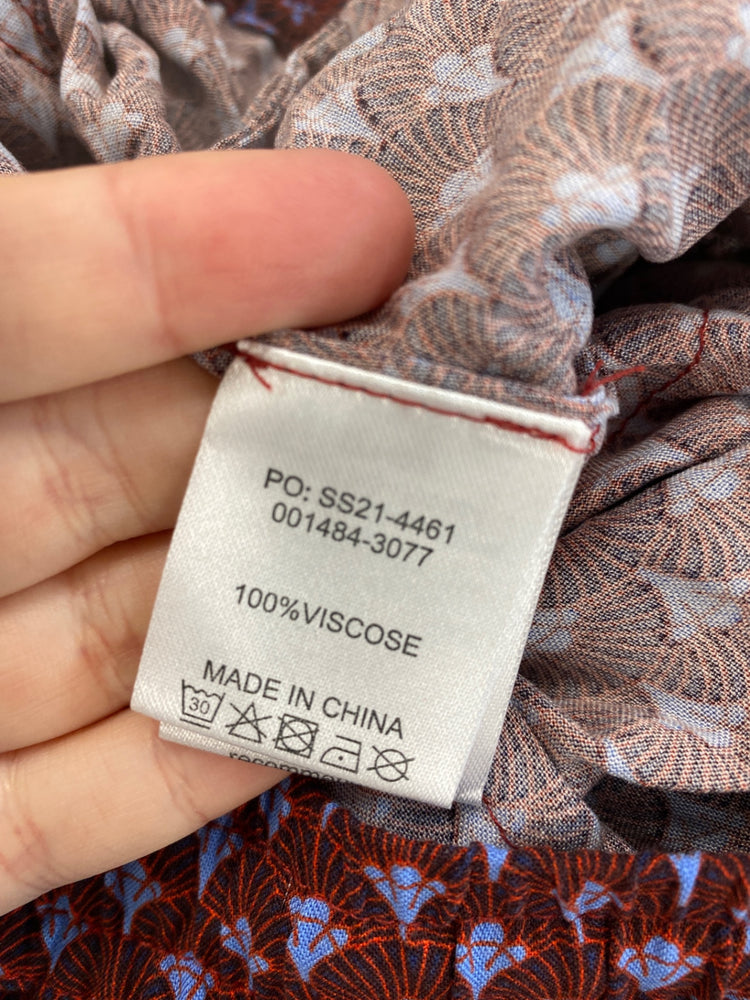 PO: SS21-4461
001484-3077
100%VISCOSE
MADE IN CHINA
30